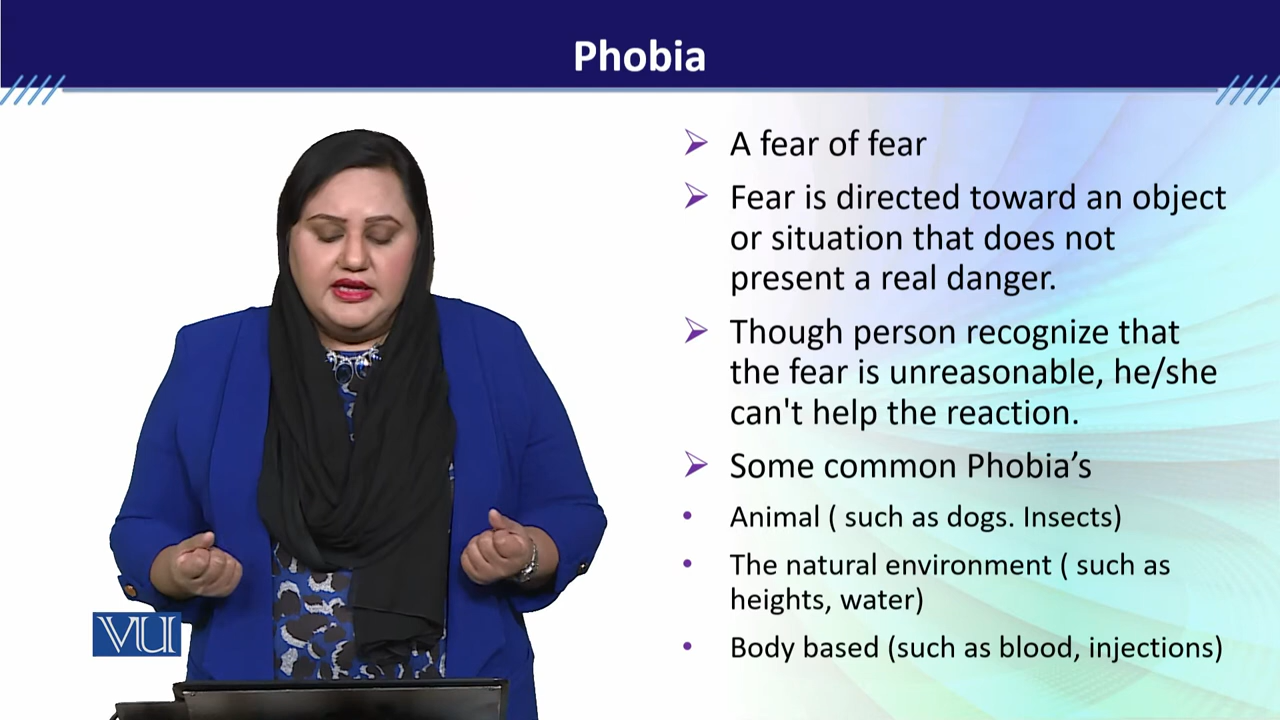 Phobia
A fear of fear
Fear is directed toward an object
or situation that does not
present a real danger.
Though person recognize that
the fear is unreasonable, he/she
can't help the reaction.
Some common Phobia’s
Animal ( such as dogs. Insects)
The natural environment ( such as
heights, water)
Body based (such as blood, injections)
VU